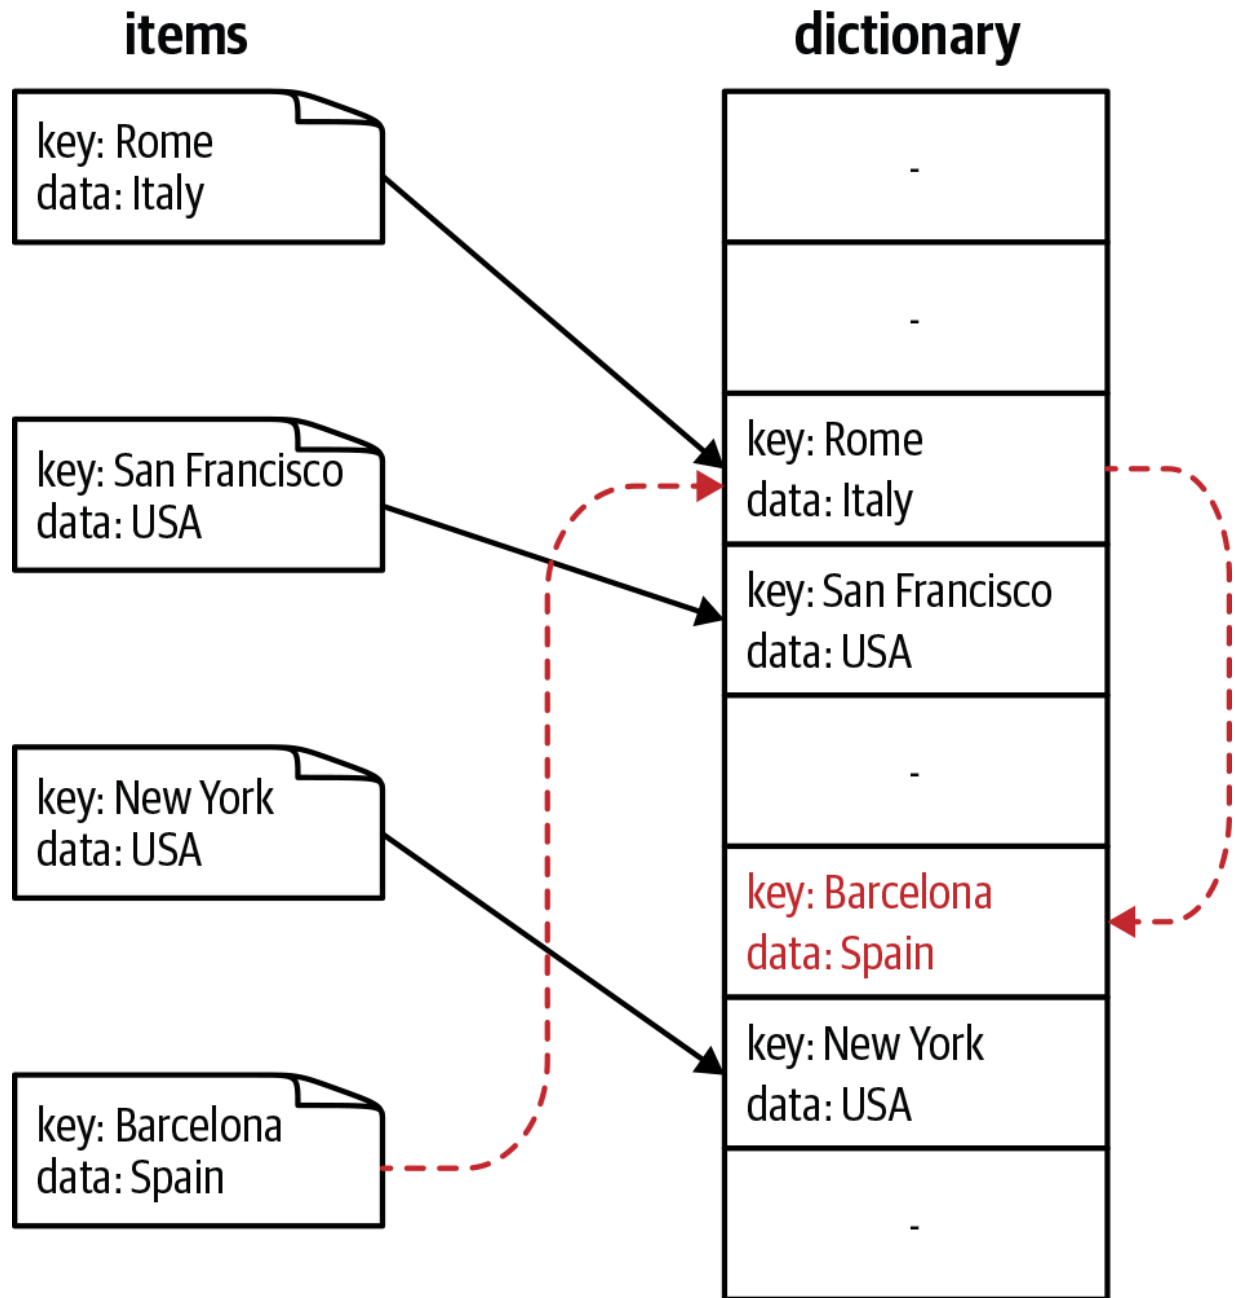 items
key: Rome
data: Italy
key: San Francisco
data: USA
key: New York
data: USA
key: Barcelona
data: Spain
dictionary
-
-
key: Rome
data: Italy
key: San Francisco
data: USA
-
key: Barcelona
data: Spain
key: New York
data: USA
-